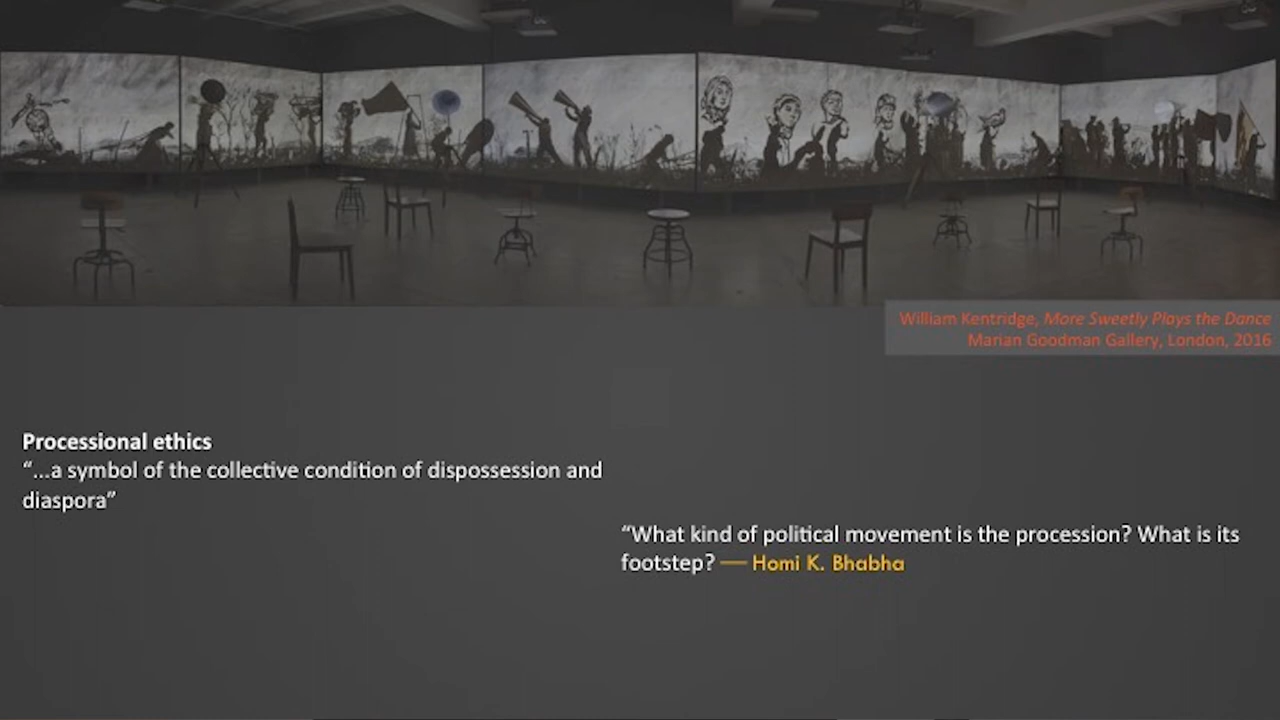 William Kentridge, More Sweetly Plays the Dance
Marian Goodman Gallery, London, 2016
Processional ethics
“...a symbol of the collective condition of dispossession and
diaspora”
“What kind of political movement is the procession? What is its
footstep? — Homi K. Bhabha